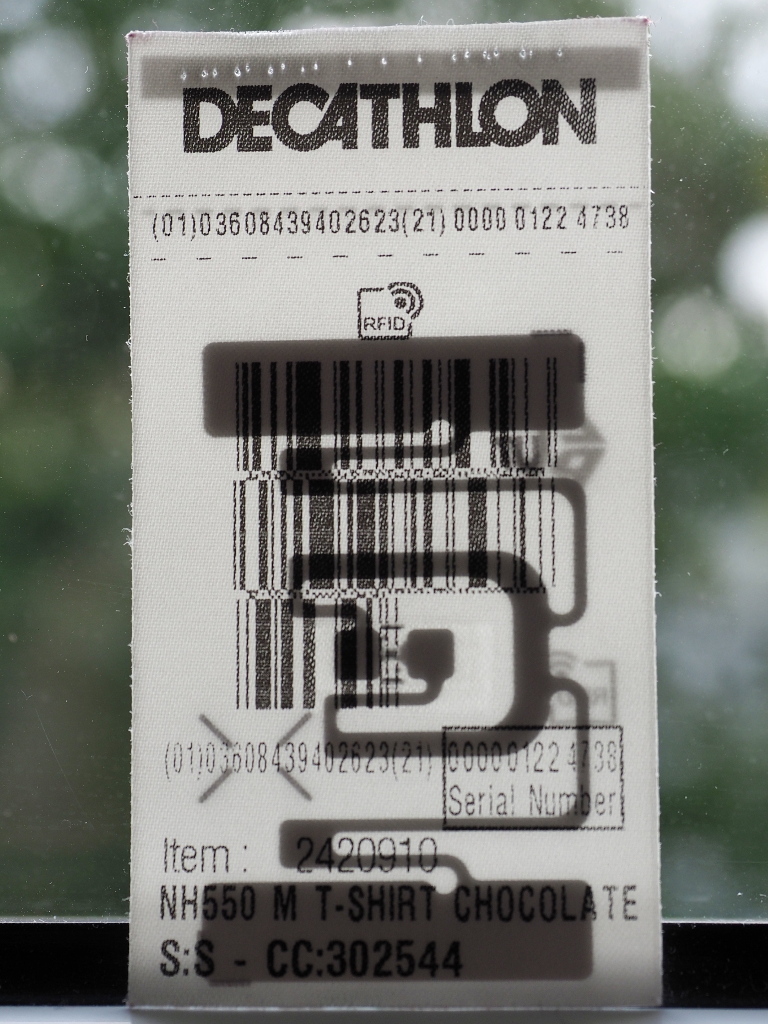 DECATHLON
(01)03608439402623(21) 0000 0122 4738
RFID
(01)03608439402623(21) 0000 0122 4738
Serial Number
Item : 2420910
NH550 M T-SHIRT CHOCOLATE
S:S - CC:302544